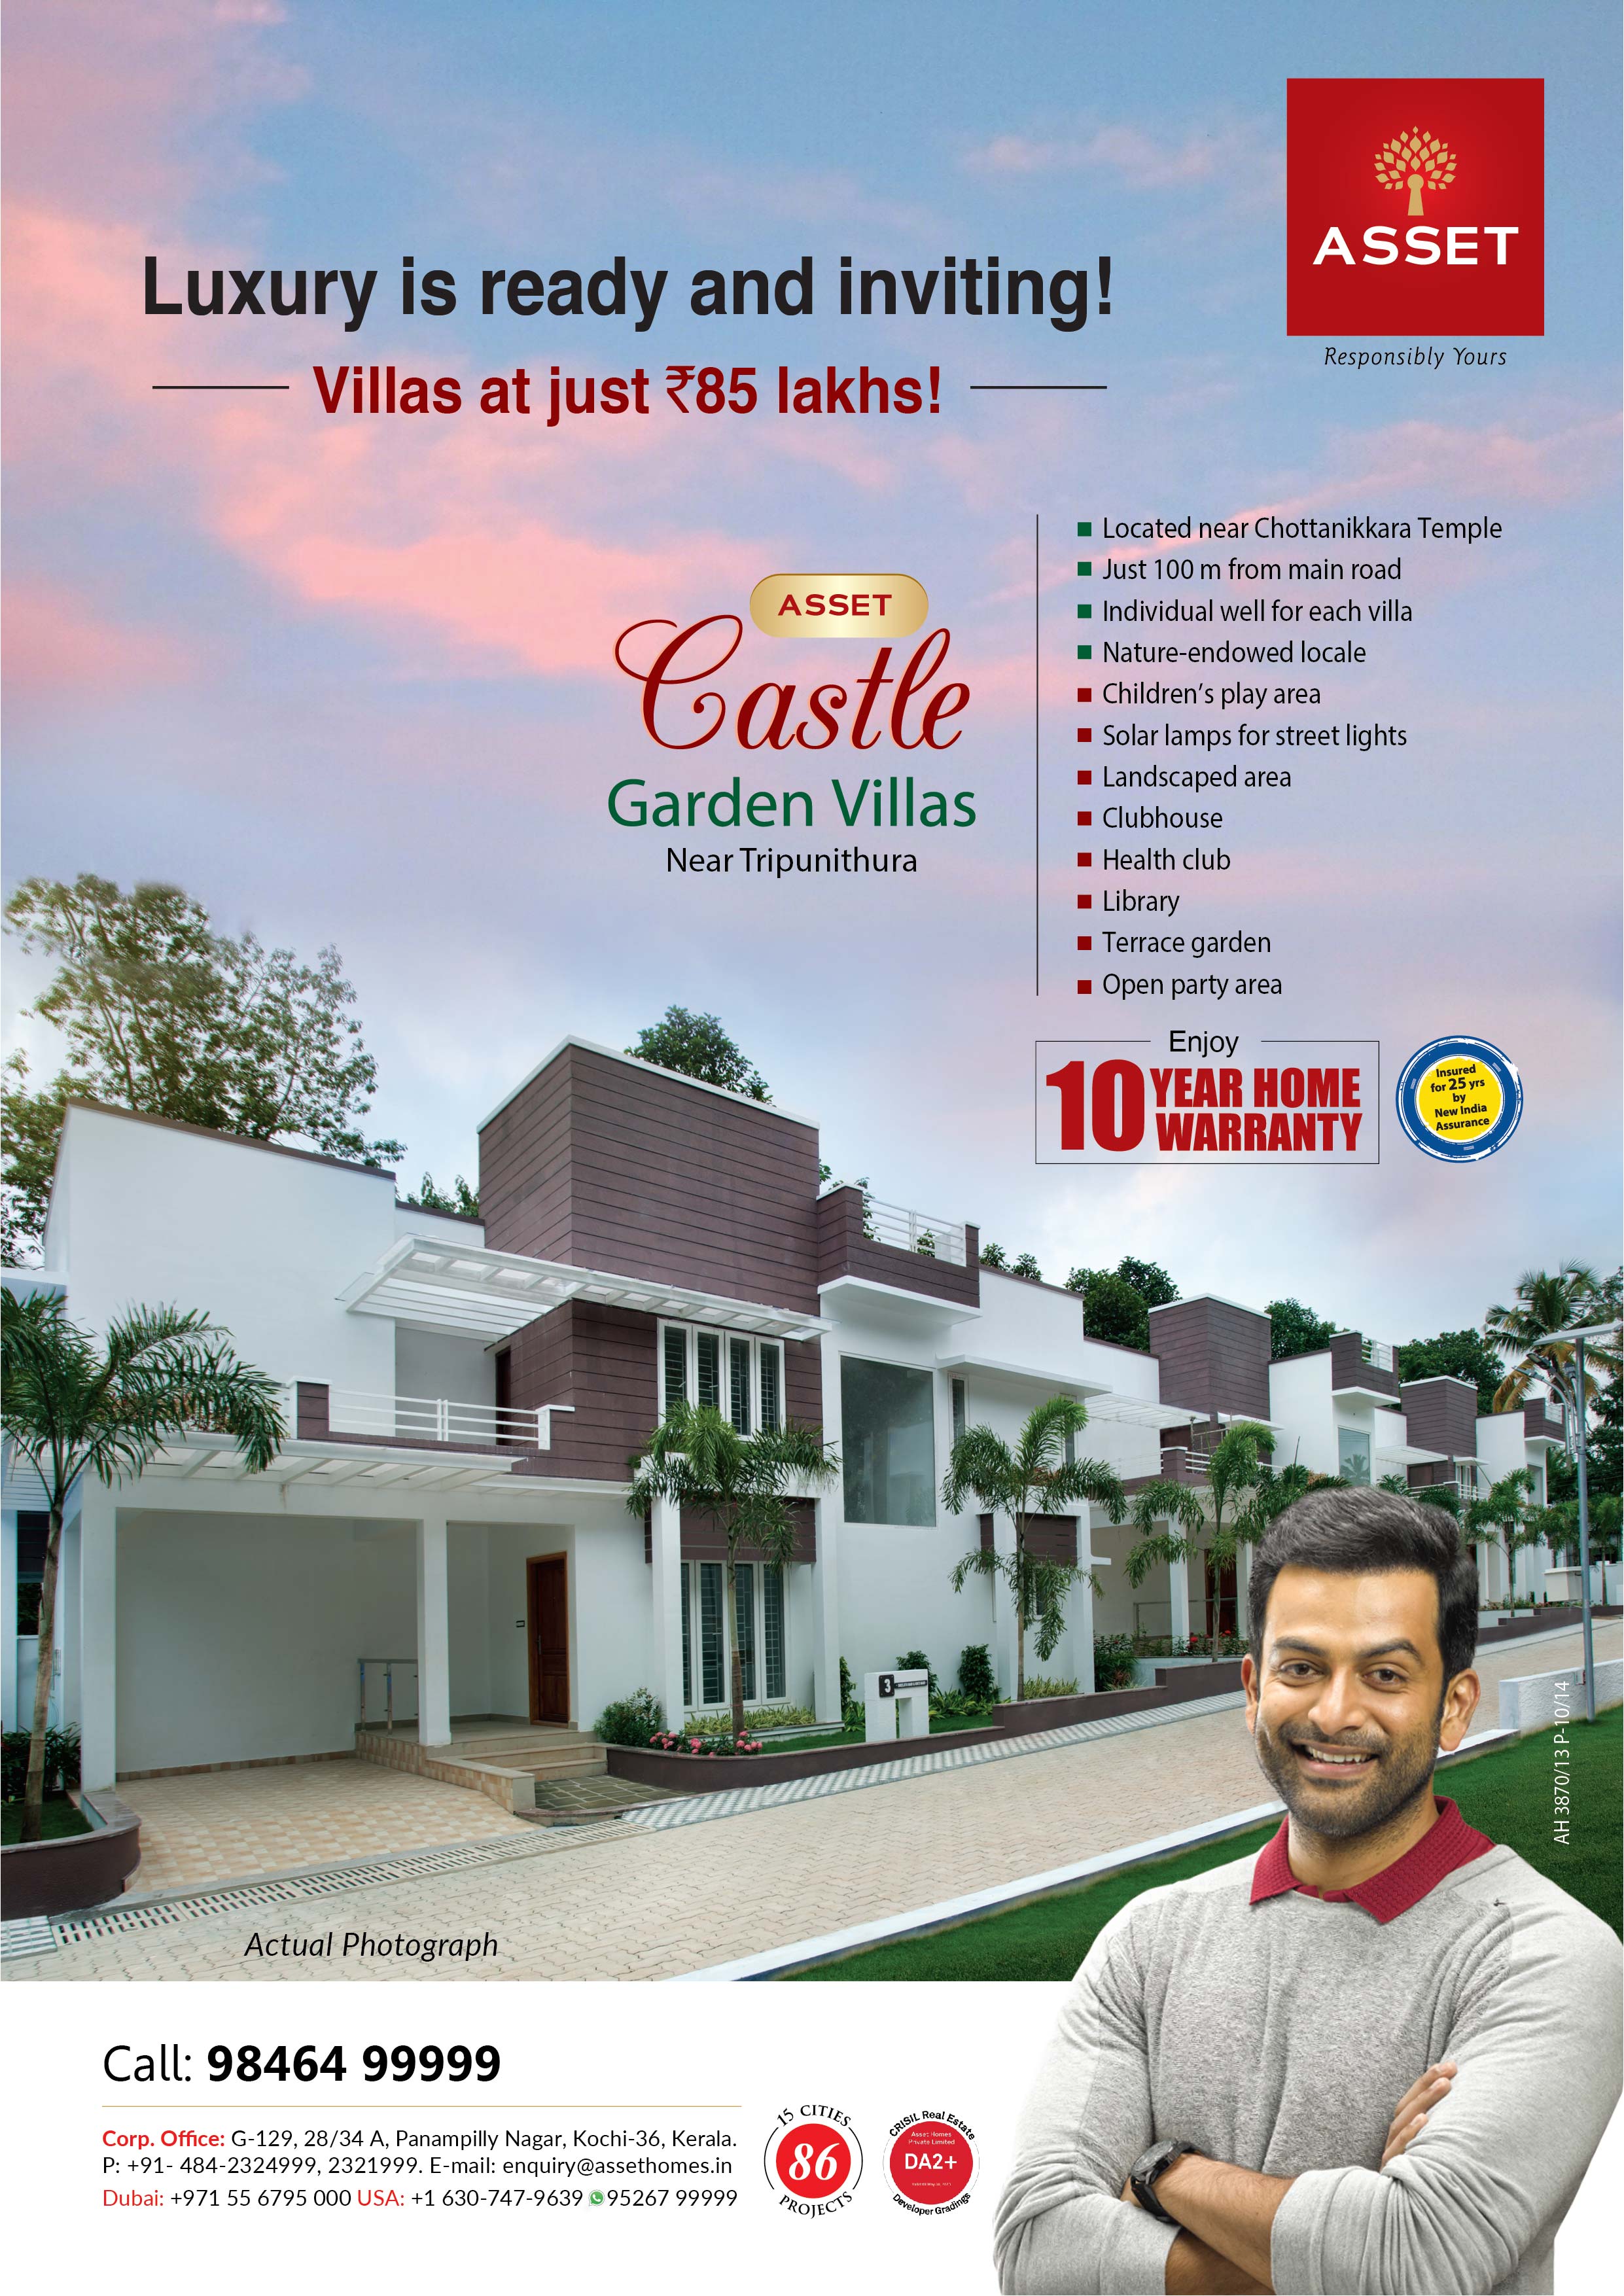 ASSET
Responsibly Yours
Luxury is ready and inviting!
Villas at just ₹85 lakhs!
ASSET
Castle
Garden Villas
Near Tripunithura
Located near Chottanikkara Temple
Just 100 m from main road
Individual well for each villa
Nature-endowed locale
Children's play area
Solar lamps for street lights
Landscaped area
Clubhouse
Health club
Library
Terrace garden
Open party area
Enjoy
10 YEAR HOME
WARRANTY
Insured
for 25 yrs
by
New India
Assurance
3
AH 3870/13 P-10/14
Actual Photograph
Call: 98464 99999
Corp. Office: G-129, 28/34 A, Panampilly Nagar, Kochi-36, Kerala.
P: +91- 484-2324999, 2321999. E-mail: enquiry@assethomes.in
Dubai: +971 55 6795 000 USA: +1 630-747-9639 95267 99999
15 CITIES
86
PROJECTS
CRISIL Real Estate
Asset Homes
Private Limited
DA2+
Developer Gradings